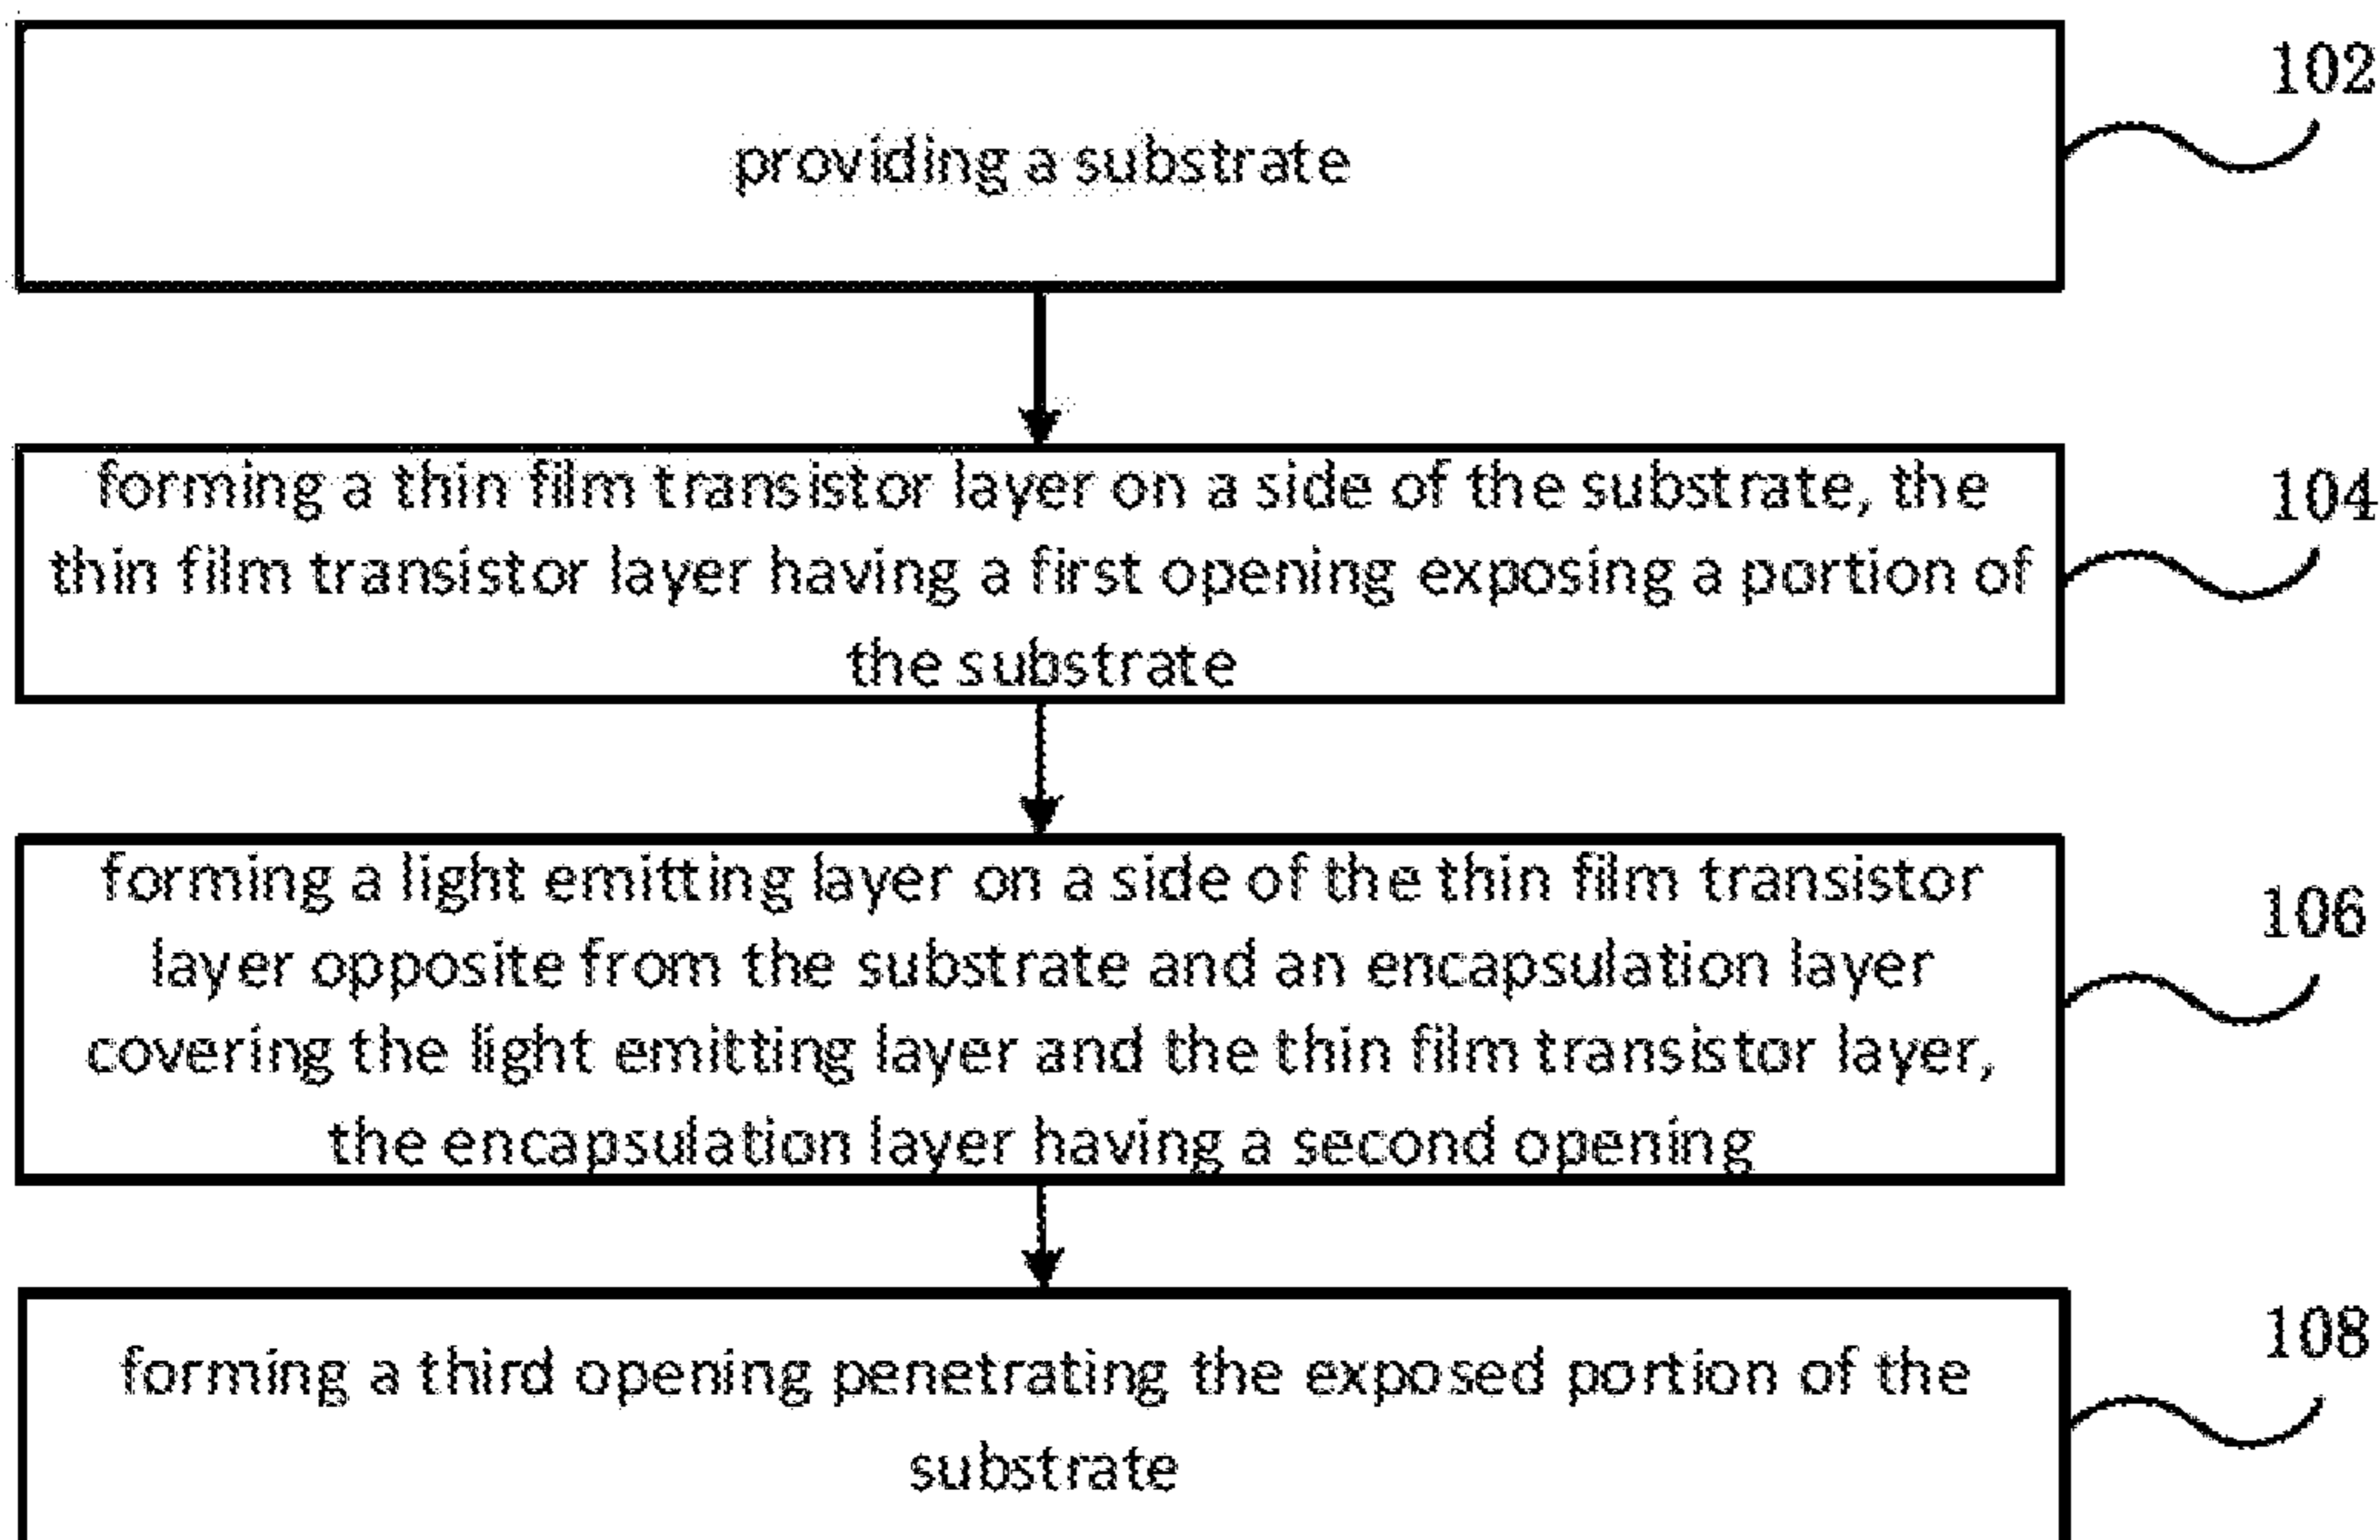 102
providing a substrate
104
forming a thin film transistor layer on a side of the substrate, the
thin film transistor layer having a first opening exposing a portion of
the substrate
106
forming a light emitting layer on a side of the thin film transistor
layer opposite from the substrate and an encapsulation layer
covering the light emitting layer and the thin film transistor layer,
the encapsulation layer having a second opening
108
forming a third opening penetrating the exposed portion of the
substrate